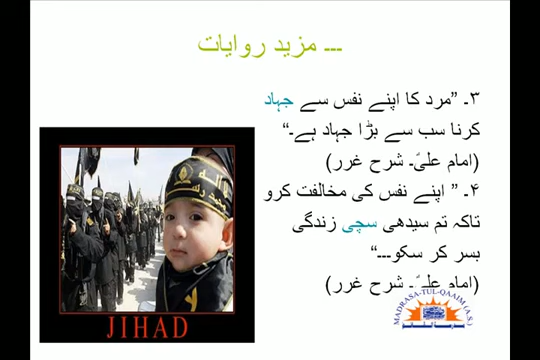 --- مزید روایات
۳۔ ”مرد کا اپنے نفس سے جہاد
کرنا سب سے بڑا جہاد ہے۔“
(امام علیؑ۔ شرح غرر)
۴۔ ” اپنے نفس کی مخالفت کرو
تاکہ تم سیدھی سچی زندگی
بسر کر سکو۔۔۔“
(امام علیؑ۔ شرح غرر)
JIHAD
MADRASA-TUL-QAAIM (A.S.)